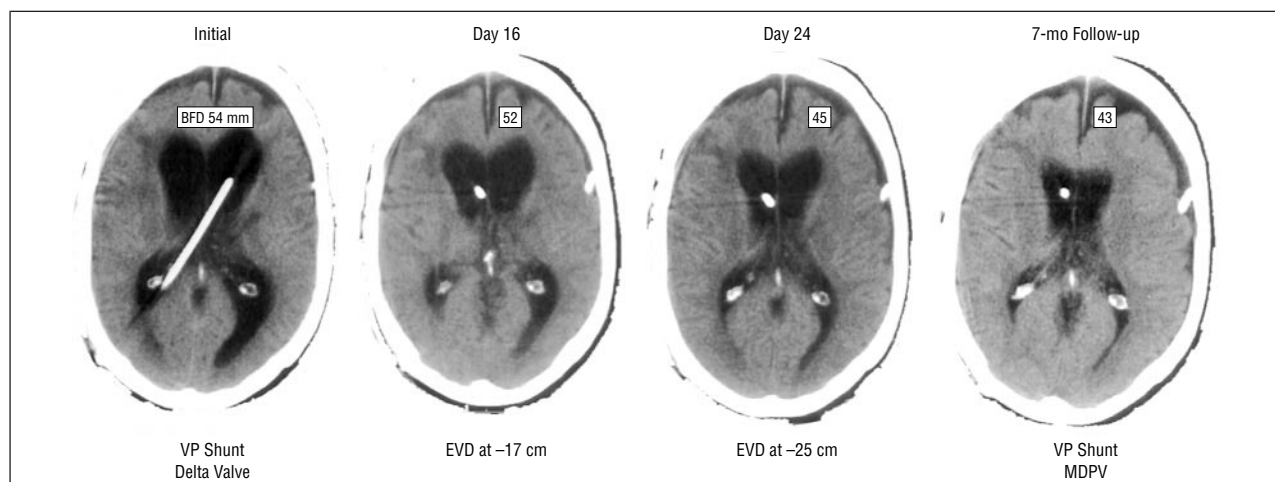 Initial
Day 16
Day 24
7-mo Follow-up
BFD 54 mm
52
45
43
VP Shunt
Delta Valve
EVD at –17 cm
EVD at –25 cm
VP Shunt
MDPV